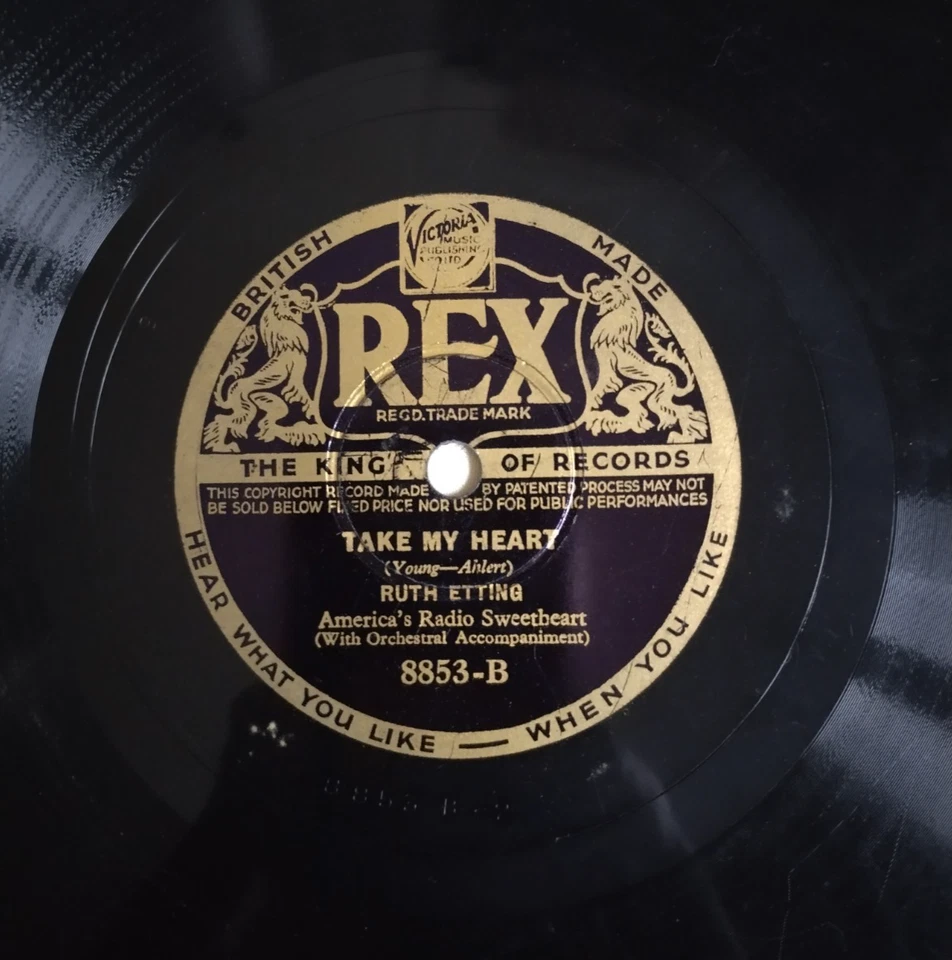 VICTORIA
MUSIC
PUBLISHING
CO LTD.
BRITISH MADE
REX
REGD. TRADE MARK
THE KING OF RECORDS
THIS COPYRIGHT RECORD MADE BY PATENTED PROCESS MAY NOT
BE SOLD BELOW FIXED PRICE NOR USED FOR PUBLIC PERFORMANCES
TAKE MY HEART
(Young—Ahlert)
RUTH ETTING
America's Radio Sweetheart
(With Orchestral Accompaniment)
8853-B
HEAR WHAT YOU LIKE — WHEN YOU LIKE